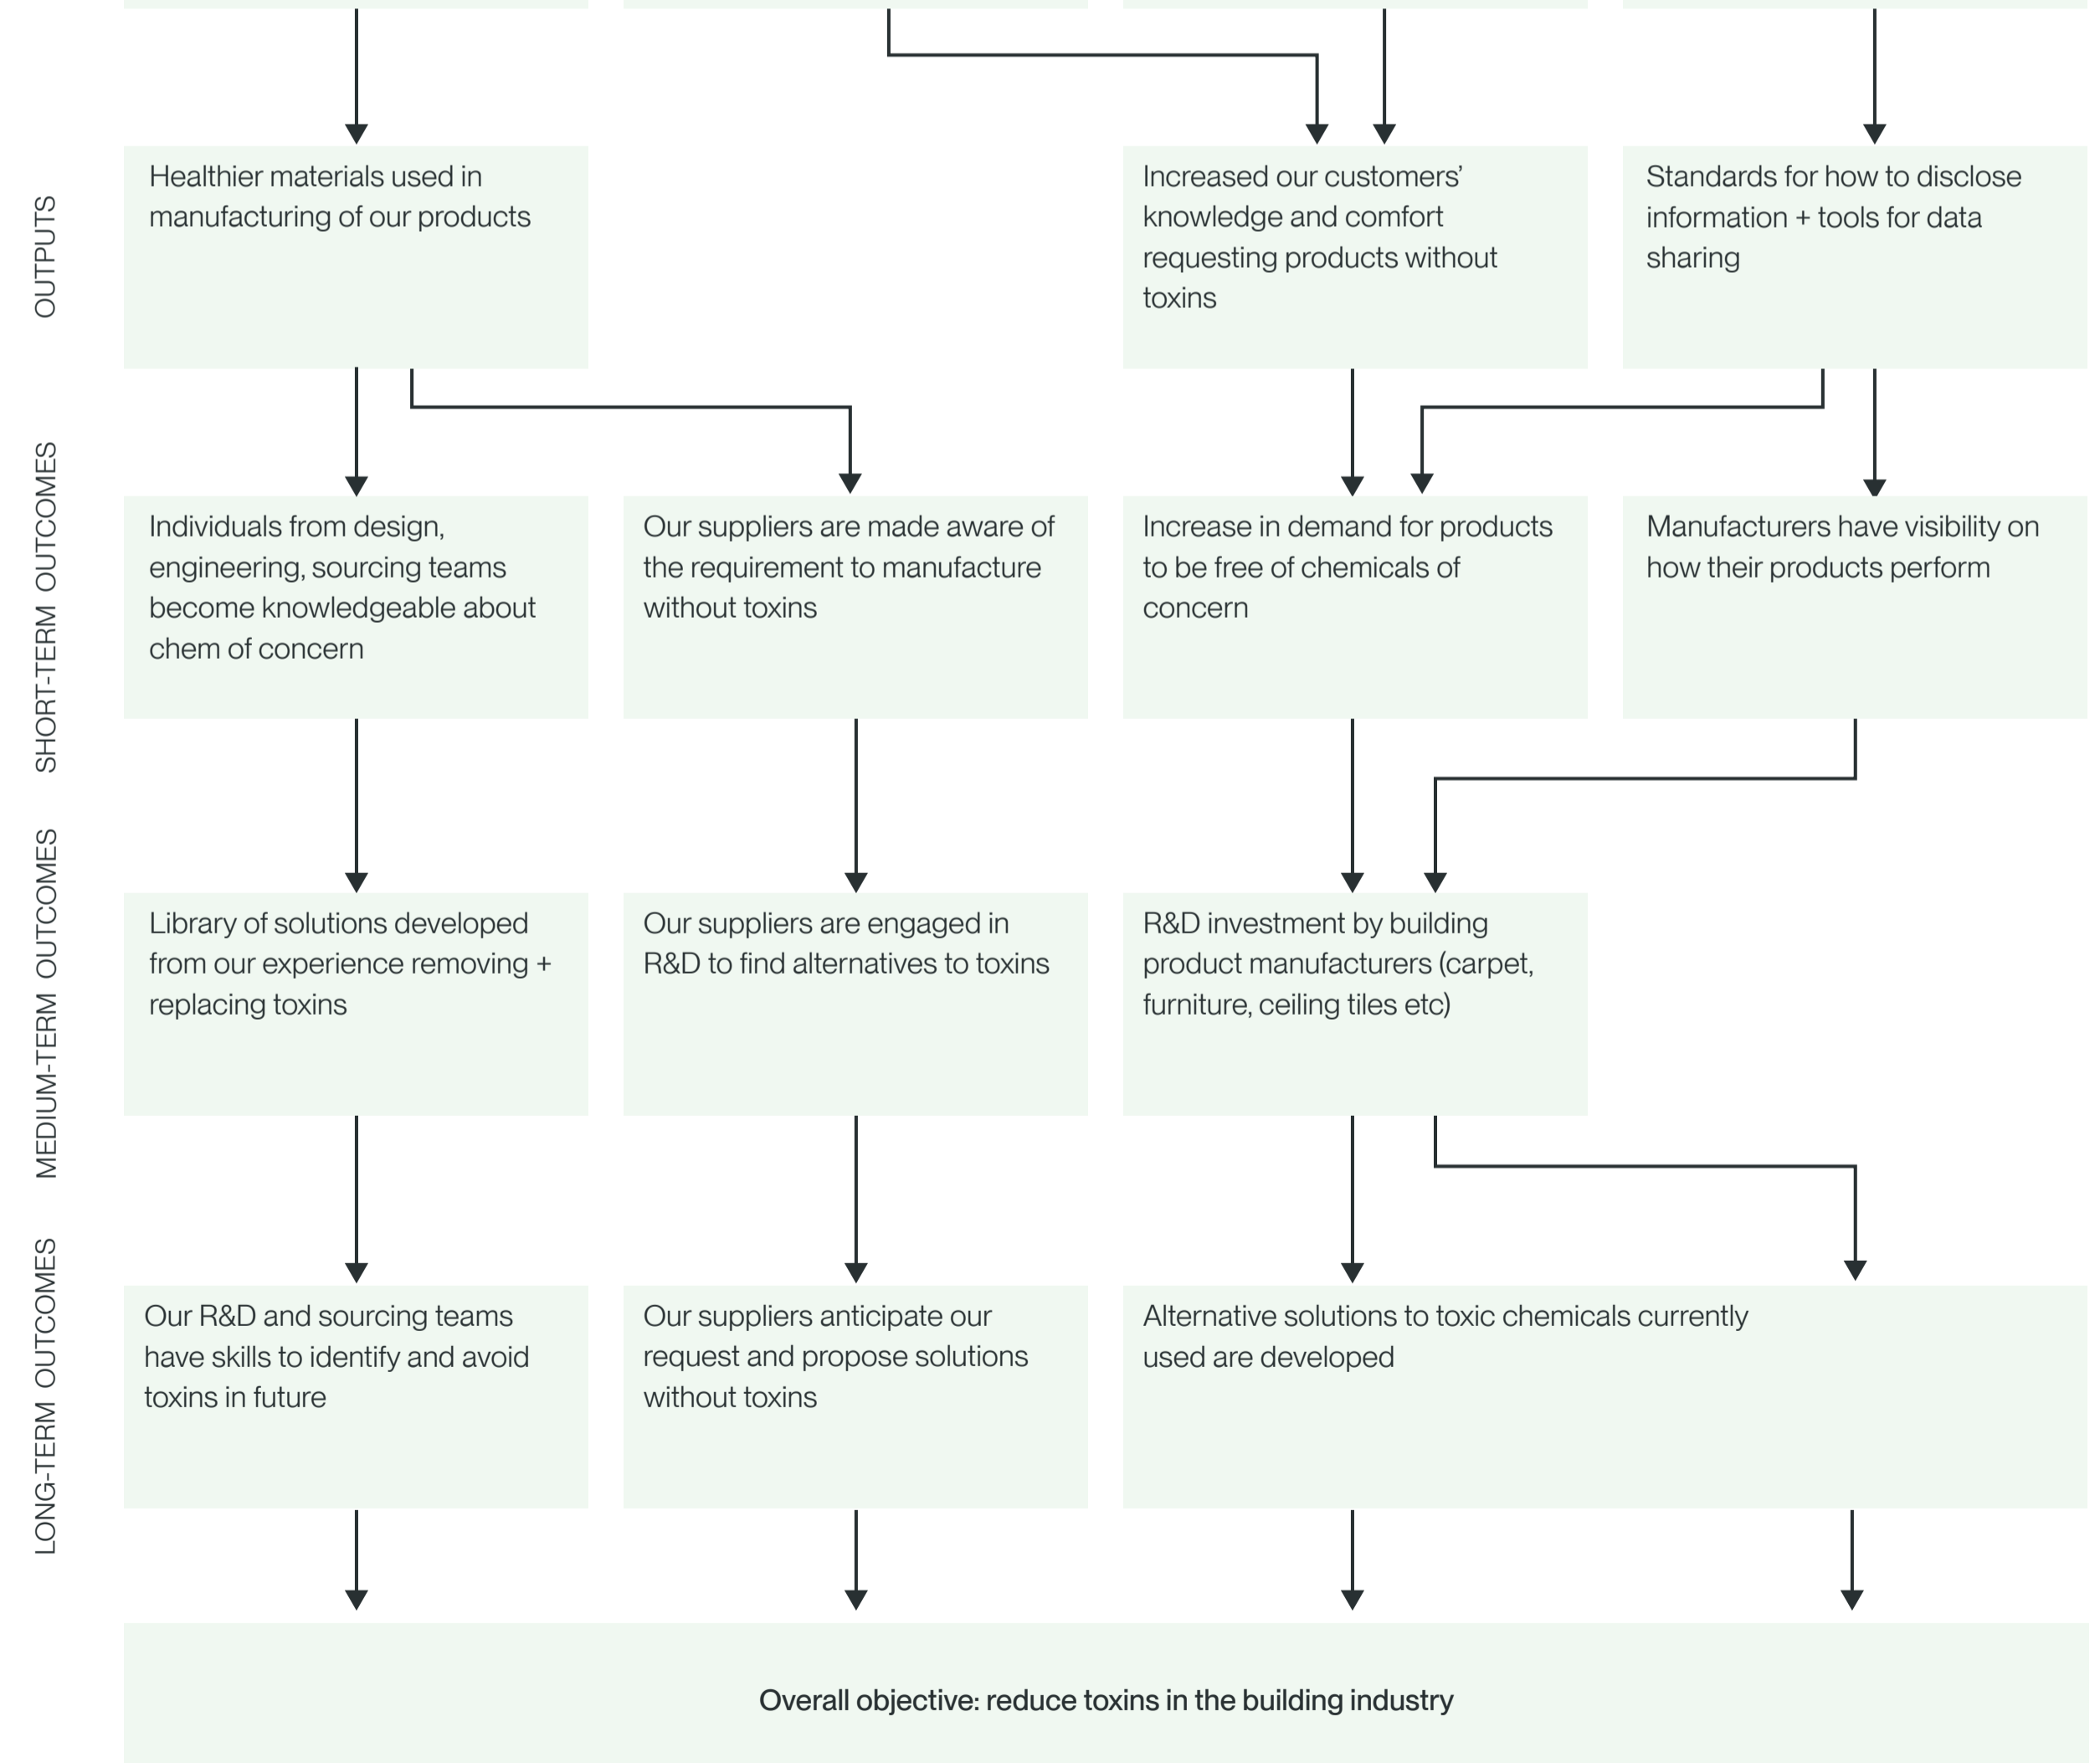 OUTPUTS
Healthier materials used in
manufacturing of our products
Increased our customers’
knowledge and comfort
requesting products without
toxins
Standards for how to disclose
information + tools for data
sharing
SHORT-TERM OUTCOMES
Individuals from design,
engineering, sourcing teams
become knowledgeable about
chem of concern
Our suppliers are made aware of
the requirement to manufacture
without toxins
Increase in demand for products
to be free of chemicals of
concern
Manufacturers have visibility on
how their products perform
MEDIUM-TERM OUTCOMES
Library of solutions developed
from our experience removing +
replacing toxins
Our suppliers are engaged in
R&D to find alternatives to toxins
R&D investment by building
product manufacturers (carpet,
furniture, ceiling tiles etc)
LONG-TERM OUTCOMES
Our R&D and sourcing teams
have skills to identify and avoid
toxins in future
Our suppliers anticipate our
request and propose solutions
without toxins
Alternative solutions to toxic chemicals currently
used are developed
Overall objective: reduce toxins in the building industry